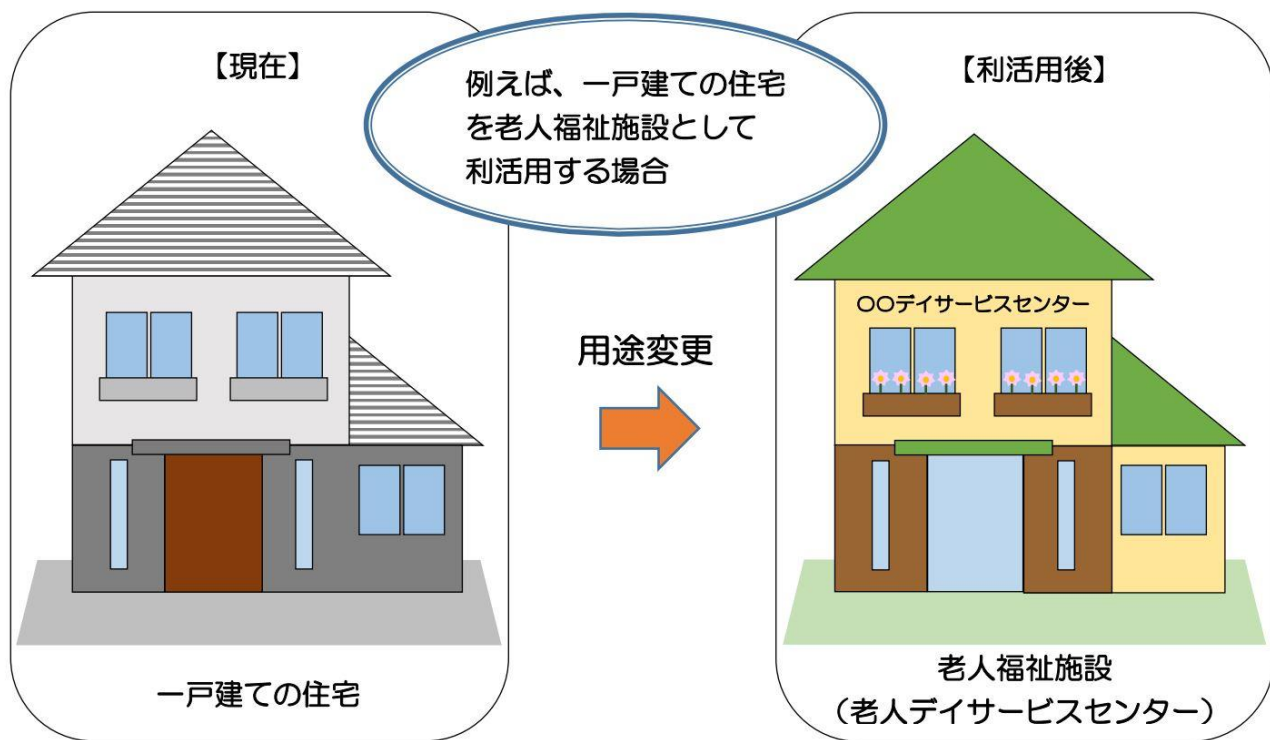 【現在】
例えば、一戸建ての住宅
を老人福祉施設として
利活用する場合
【利活用後】
〇〇デイサービスセンター
用途変更
一戸建ての住宅
老人福祉施設
（老人デイサービスセンター）